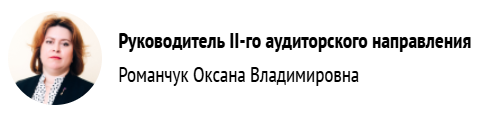 Руководитель II-го аудиторского направления
Романчук Оксана Владимировна